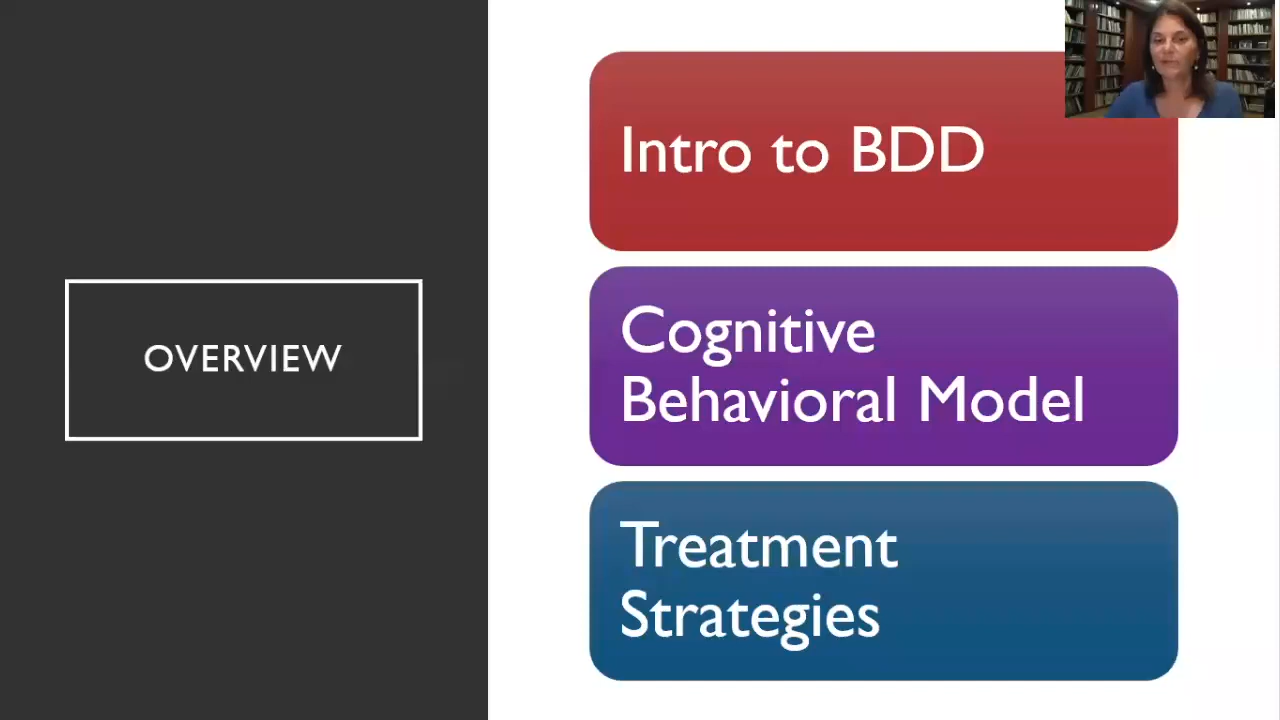 OVERVIEW
Intro to BDD
Cognitive
Behavioral Model
Treatment
Strategies